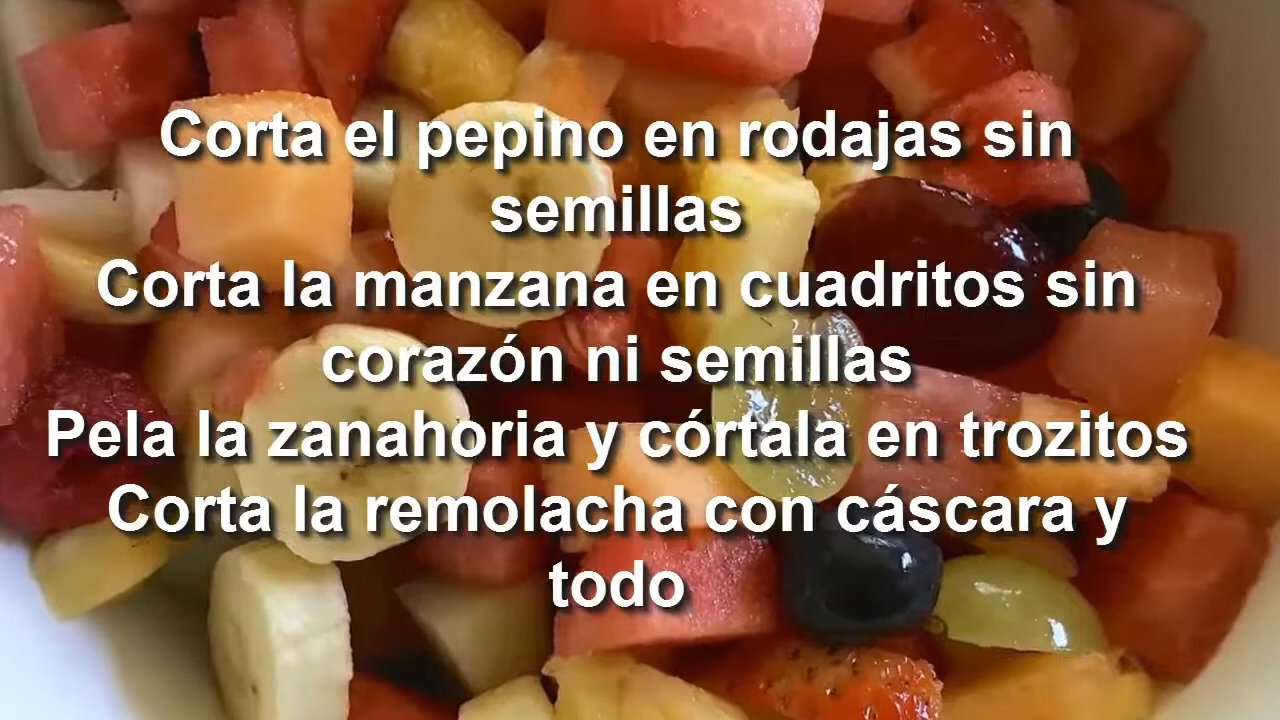 Corta el pepino en rodajas sin
semillas
Corta la manzana en cuadritos sin
corazón ni semillas
Pela la zanahoria y córtala en trozitos
Corta la remolacha con cáscara y
todo